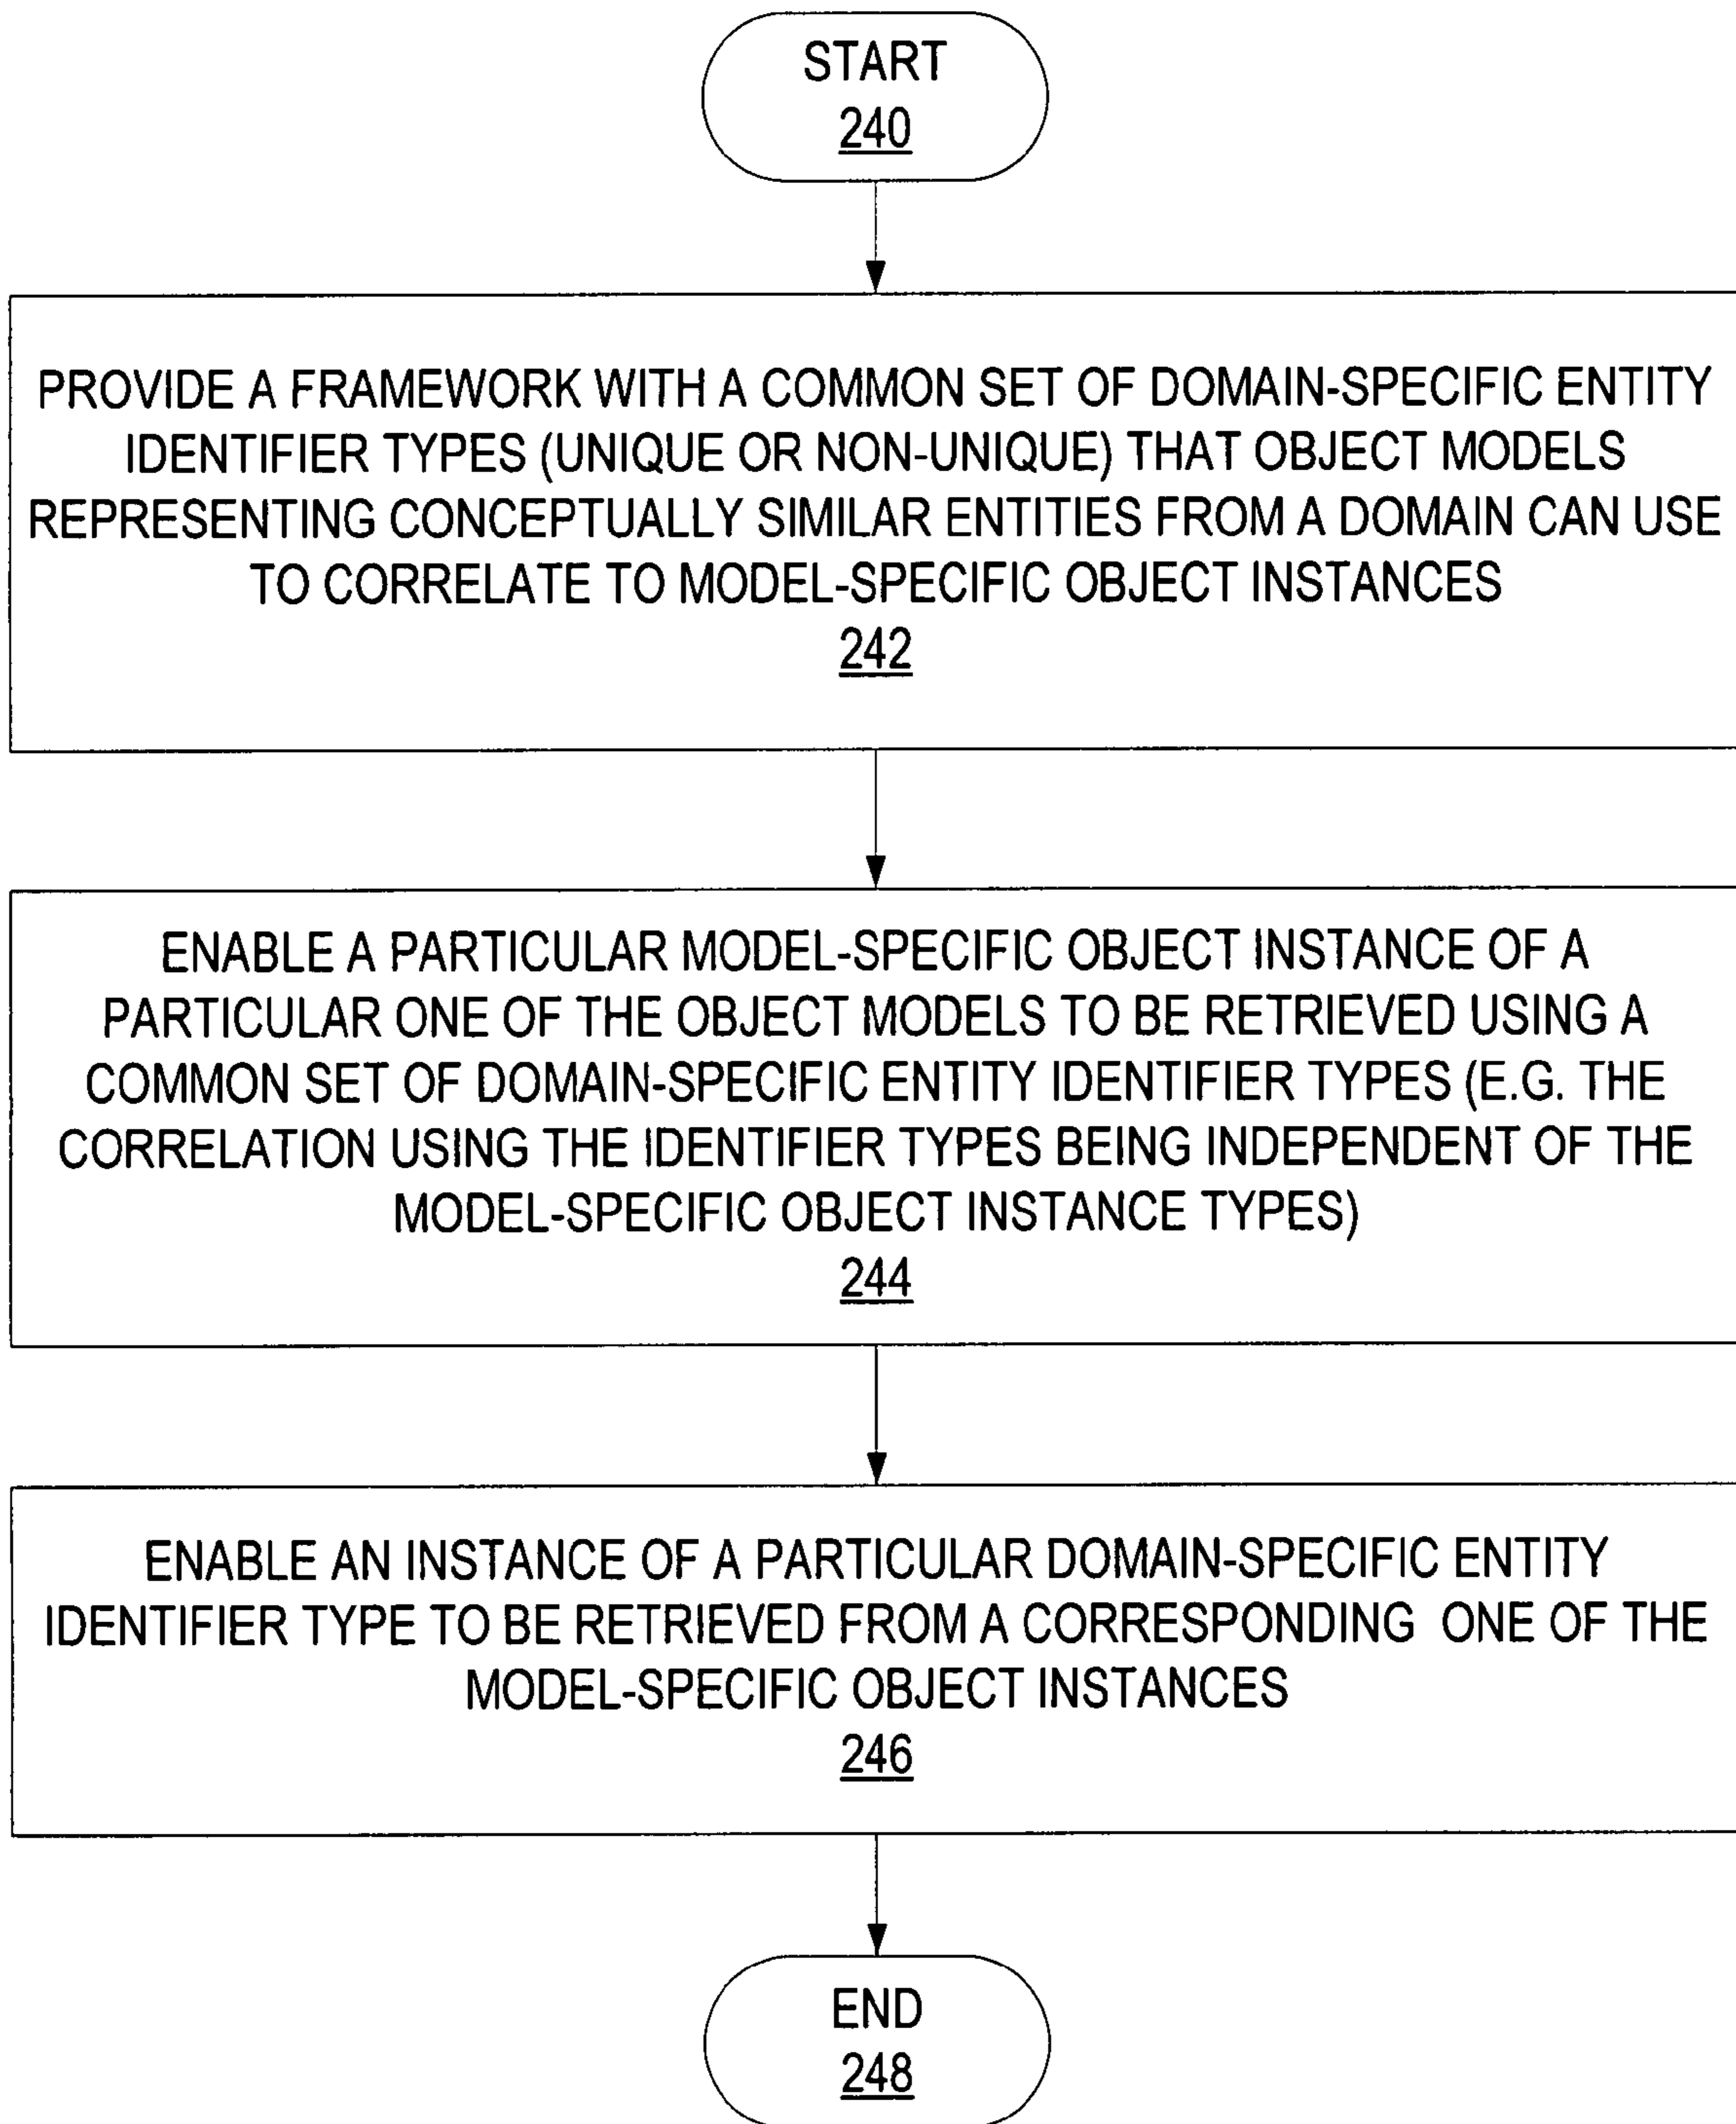 START
240
PROVIDE A FRAMEWORK WITH A COMMON SET OF DOMAIN-SPECIFIC ENTITY
IDENTIFIER TYPES (UNIQUE OR NON-UNIQUE) THAT OBJECT MODELS
REPRESENTING CONCEPTUALLY SIMILAR ENTITIES FROM A DOMAIN CAN USE
TO CORRELATE TO MODEL-SPECIFIC OBJECT INSTANCES
242
ENABLE A PARTICULAR MODEL-SPECIFIC OBJECT INSTANCE OF A
PARTICULAR ONE OF THE OBJECT MODELS TO BE RETRIEVED USING A
COMMON SET OF DOMAIN-SPECIFIC ENTITY IDENTIFIER TYPES (E.G. THE
CORRELATION USING THE IDENTIFIER TYPES BEING INDEPENDENT OF THE
MODEL-SPECIFIC OBJECT INSTANCE TYPES)
244
ENABLE AN INSTANCE OF A PARTICULAR DOMAIN-SPECIFIC ENTITY
IDENTIFIER TYPE TO BE RETRIEVED FROM A CORRESPONDING ONE OF THE
MODEL-SPECIFIC OBJECT INSTANCES
246
END
248